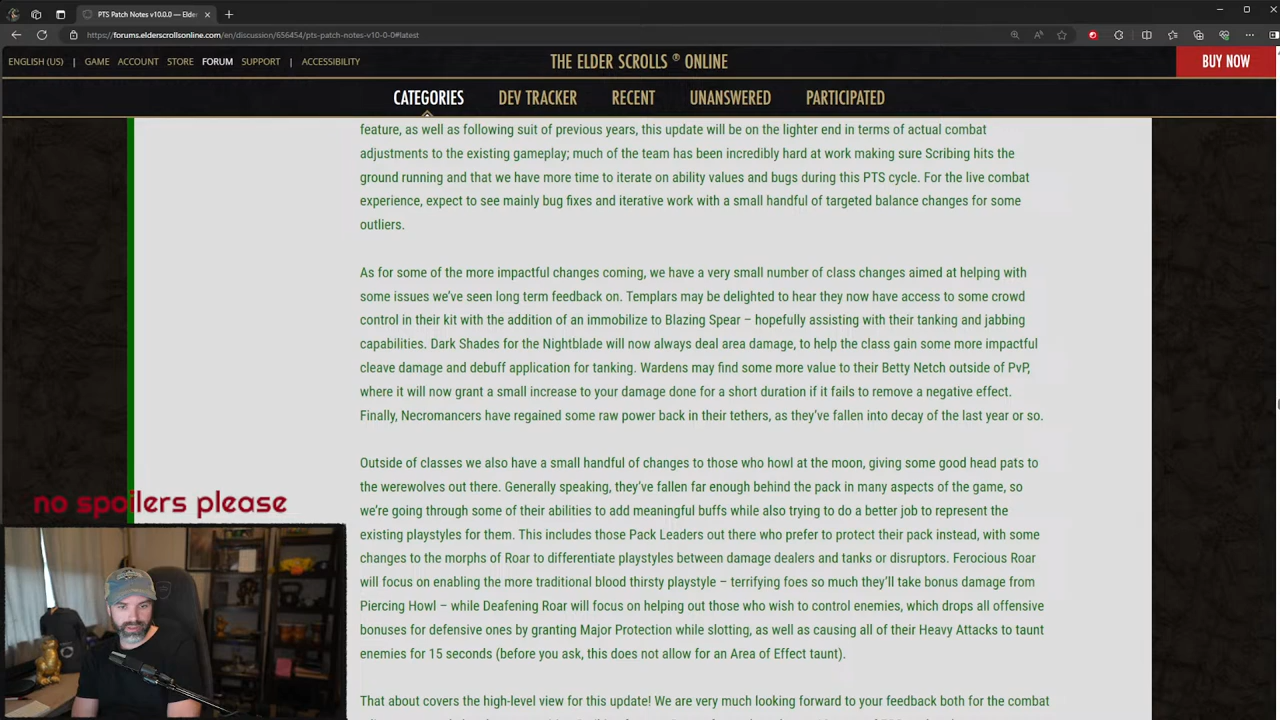 PTS Patch Notes v10.0.0 — Elder
https://forums.elderscrollsonline.com/en/discussion/656454/pts-patch-notes-v10-0-0#latest
ENGLISH (US) | GAME ACCOUNT STORE FORUM SUPPORT | ACCESSIBILITY
THE ELDER SCROLLS ® ONLINE
BUY NOW
CATEGORIES DEV TRACKER RECENT UNANSWERED PARTICIPATED
feature, as well as following suit of previous years, this update will be on the lighter end in terms of actual combat
adjustments to the existing gameplay; much of the team has been incredibly hard at work making sure Scribing hits the
ground running and that we have more time to iterate on ability values and bugs during this PTS cycle. For the live combat
experience, expect to see mainly bug fixes and iterative work with a small handful of targeted balance changes for some
outliers.
As for some of the more impactful changes coming, we have a very small number of class changes aimed at helping with
some issues we've seen long term feedback on. Templars may be delighted to hear they now have access to some crowd
control in their kit with the addition of an immobilize to Blazing Spear – hopefully assisting with their tanking and jabbing
capabilities. Dark Shades for the Nightblade will now always deal area damage, to help the class gain some more impactful
cleave damage and debuff application for tanking. Wardens may find some more value to their Betty Netch outside of PvP,
where it will now grant a small increase to your damage done for a short duration if it fails to remove a negative effect.
Finally, Necromancers have regained some raw power back in their tethers, as they've fallen into decay of the last year or so.
Outside of classes we also have a small handful of changes to those who howl at the moon, giving some good head pats to
the werewolves out there. Generally speaking, they've fallen far enough behind the pack in many aspects of the game, so
we're going through some of their abilities to add meaningful buffs while also trying to do a better job to represent the
existing playstyles for them. This includes those Pack Leaders out there who prefer to protect their pack instead, with some
changes to the morphs of Roar to differentiate playstyles between damage dealers and tanks or disruptors. Ferocious Roar
will focus on enabling the more traditional blood thirsty playstyle – terrifying foes so much they'll take bonus damage from
Piercing Howl – while Deafening Roar will focus on helping out those who wish to control enemies, which drops all offensive
bonuses for defensive ones by granting Major Protection while slotting, as well as causing all of their Heavy Attacks to taunt
enemies for 15 seconds (before you ask, this does not allow for an Area of Effect taunt).
That about covers the high-level view for this update! We are very much looking forward to your feedback both for the combat
no spoilers please